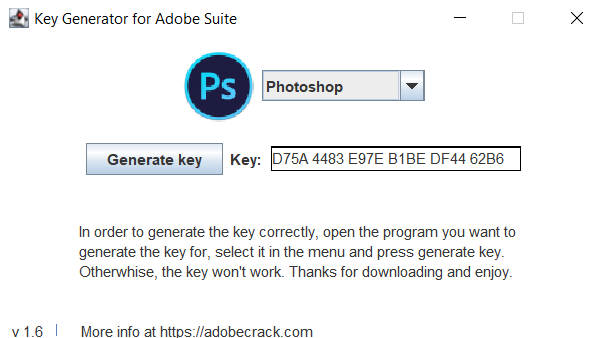 Key Generator for Adobe Suite
Ps
Photoshop
Generate key Key: D75A 4483 E97E B1BE DF44 62B6
In order to generate the key correctly, open the program you want to
generate the key for, select it in the menu and press generate key.
Otherwhise, the key won't work. Thanks for downloading and enjoy.
v 1.6 | More info at https://adobecrack.com